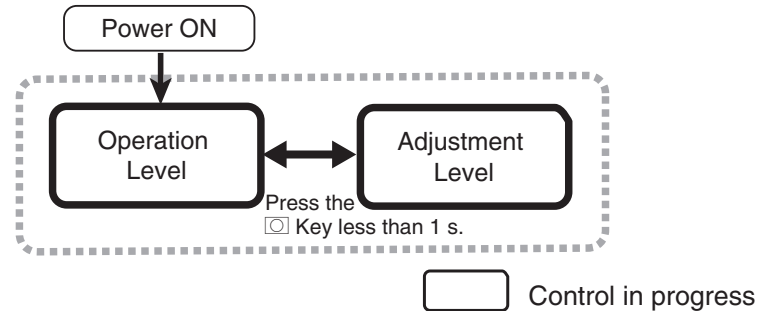 Power ON
Operation
Level
Adjustment
Level
Press the
Key less than 1 s.
Control in progress